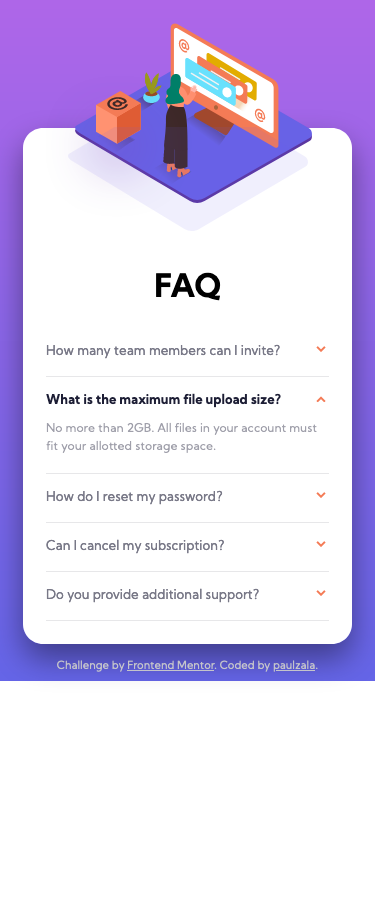 FAQ
How many team members can I invite?
What is the maximum file upload size?
No more than 2GB. All files in your account must
fit your allotted storage space.
How do I reset my password?
Can I cancel my subscription?
Do you provide additional support?
Challenge by Frontend Mentor. Coded by paulzala.